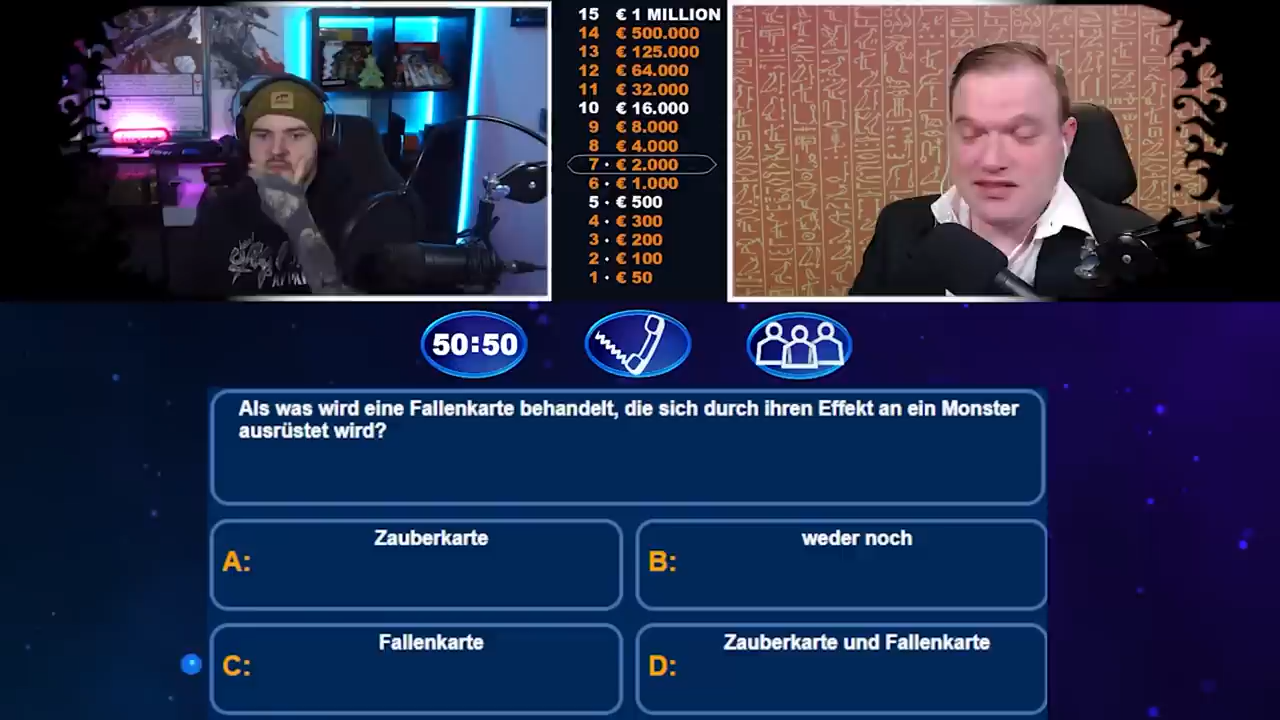 15 € 1 MILLION
14 € 500.000
13 € 125.000
12 € 64.000
11 € 32.000
10 € 16.000
9 € 8.000
8 € 4.000
7 · € 2.000
6 · € 1.000
5 · € 500
4 · € 300
3 · € 200
2 · € 100
1 · € 50
50:50
Als was wird eine Fallenkarte behandelt, die sich durch ihren Effekt an ein Monster
ausrüstet wird?
A: Zauberkarte
B: weder noch
C: Fallenkarte
D: Zauberkarte und Fallenkarte